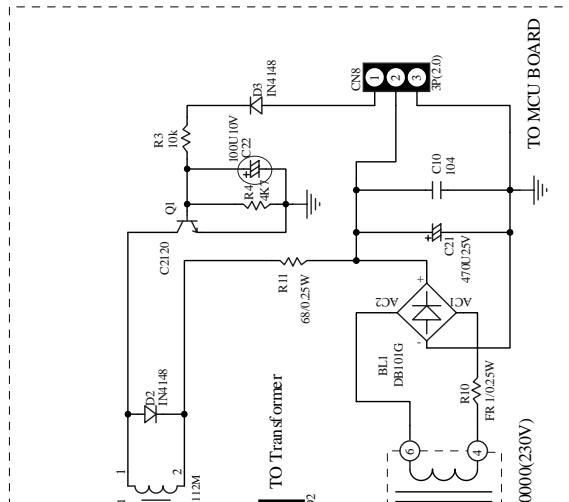 CN8
1
2
3
3P(2.0)
TO MCU BOARD
D3
IN4148
R3
10k
100U10V
C22
+
R4
4K7
Q1
C2120
C10
104
+
C21
470U25V
R11
68/0.25W
AC2
+
AC1
-
BL1
DB101G
D2
IN4148
TO Transformer
R10
FR 1/0.25W
6
4
1
2
1
112M
02
0000(230V)